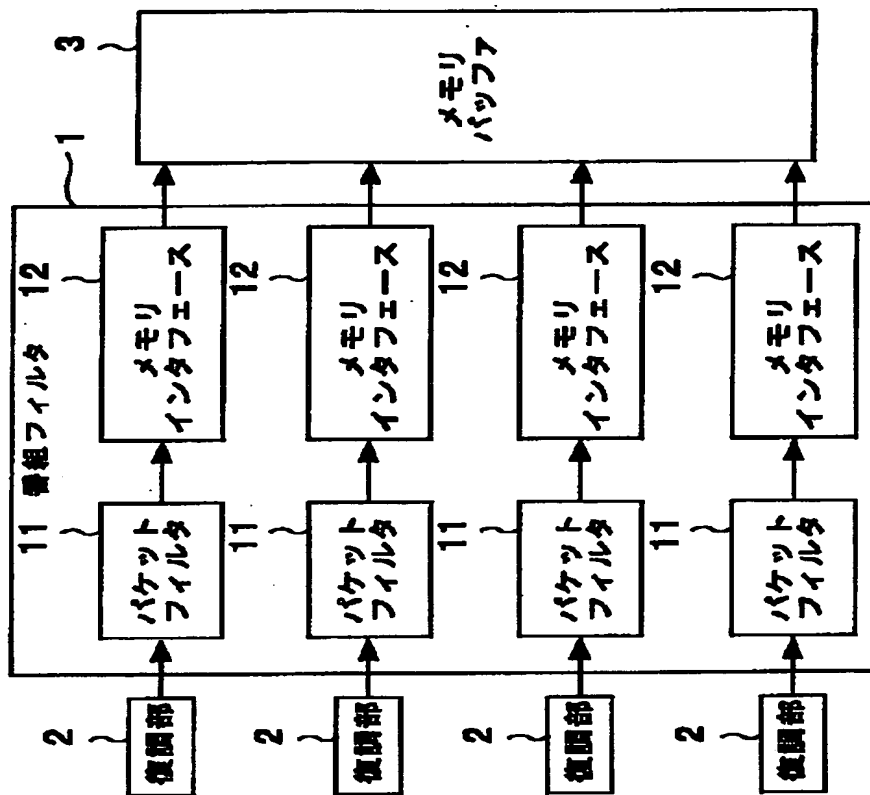 3
1
メモリ
バッファ
番組フィルタ
12
メモリ
インタフェース
11
パケット
フィルタ
2
復調部
12
メモリ
インタフェース
11
パケット
フィルタ
2
復調部
12
メモリ
インタフェース
11
パケット
フィルタ
2
復調部
12
メモリ
インタフェース
11
パケット
フィルタ
2
復調部